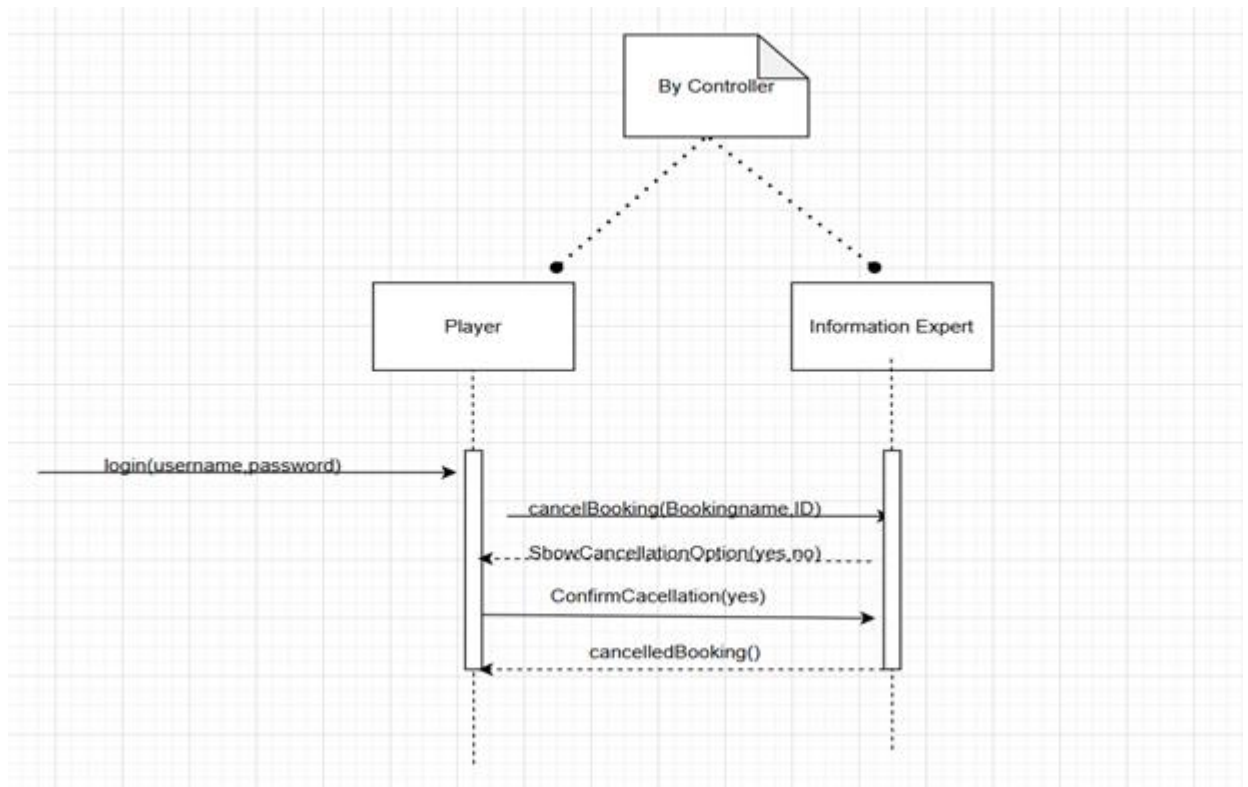 By Controller
Player
Information Expert
login(username,password)
cancelBooking(Bookingname,ID)
ShowCancellationOption(yes,no)
ConfirmCacellation(yes)
cancelledBooking()